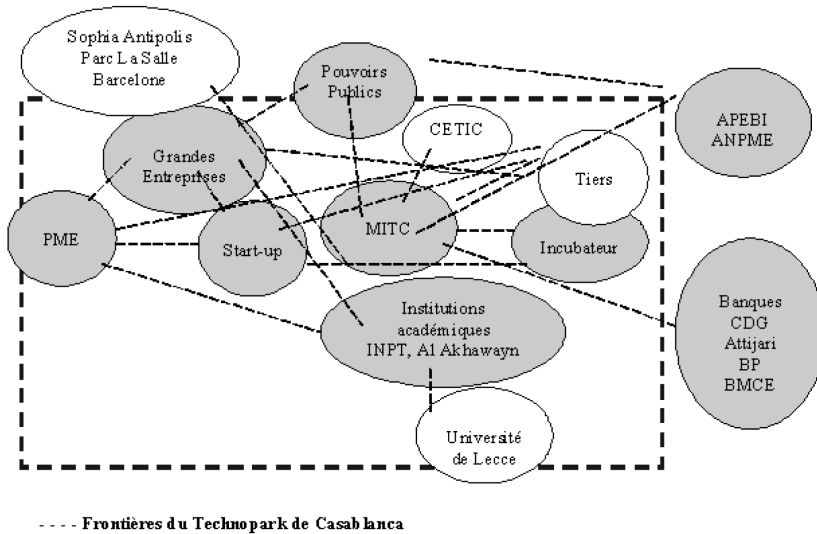 Sophia Antipolis
Parc La Salle
Barcelone
Pouvoirs
Publics
APEBI
ANPME
CETIC
Grandes
Entreprises
Tiers
PME
Start-up
MITC
Incubateur
Institutions
académiques
INPT, Al Akhawayn
Banques
CDG
Attijari
BP
BMCE
Université
de Lecce
- - - - Frontières du Technopark de Casablanca